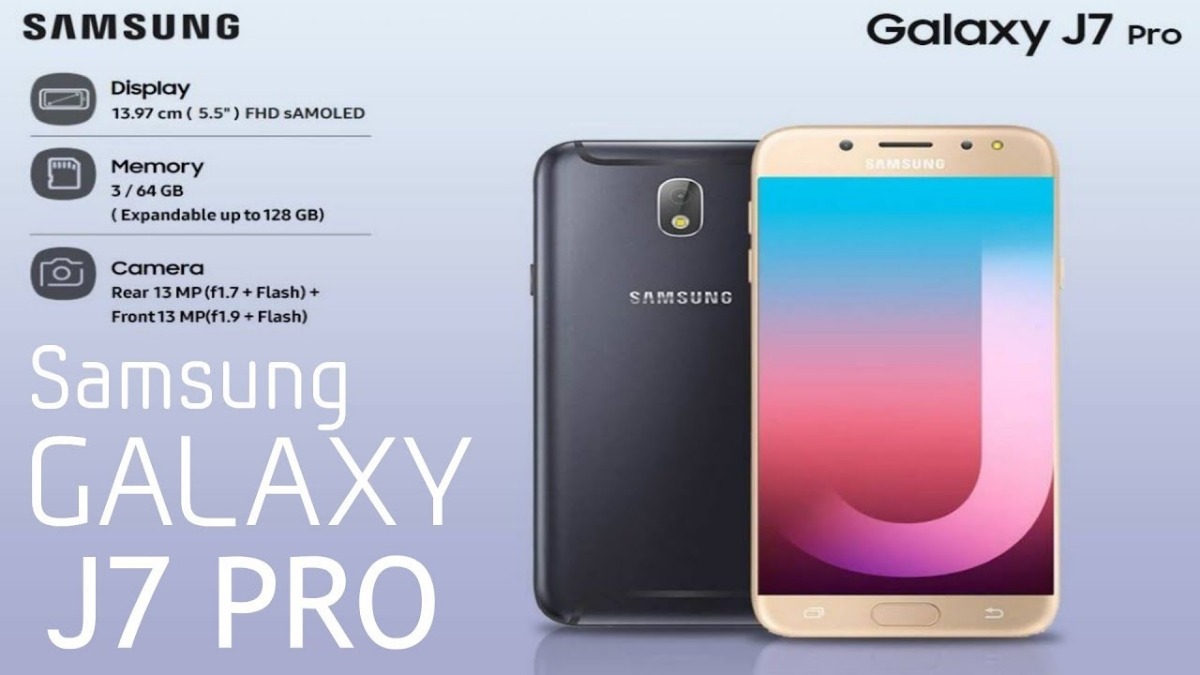 SAMSUNG
Galaxy J7 Pro
Display
13.97 cm ( 5.5" ) FHD sAMOLED
Memory
3 / 64 GB
( Expandable up to 128 GB)
Camera
Rear 13 MP (f1.7 + Flash) +
Front 13 MP(f1.9 + Flash)
Samsung
GALAXY
J7 PRO
SAMSUNG
SAMSUNG
J